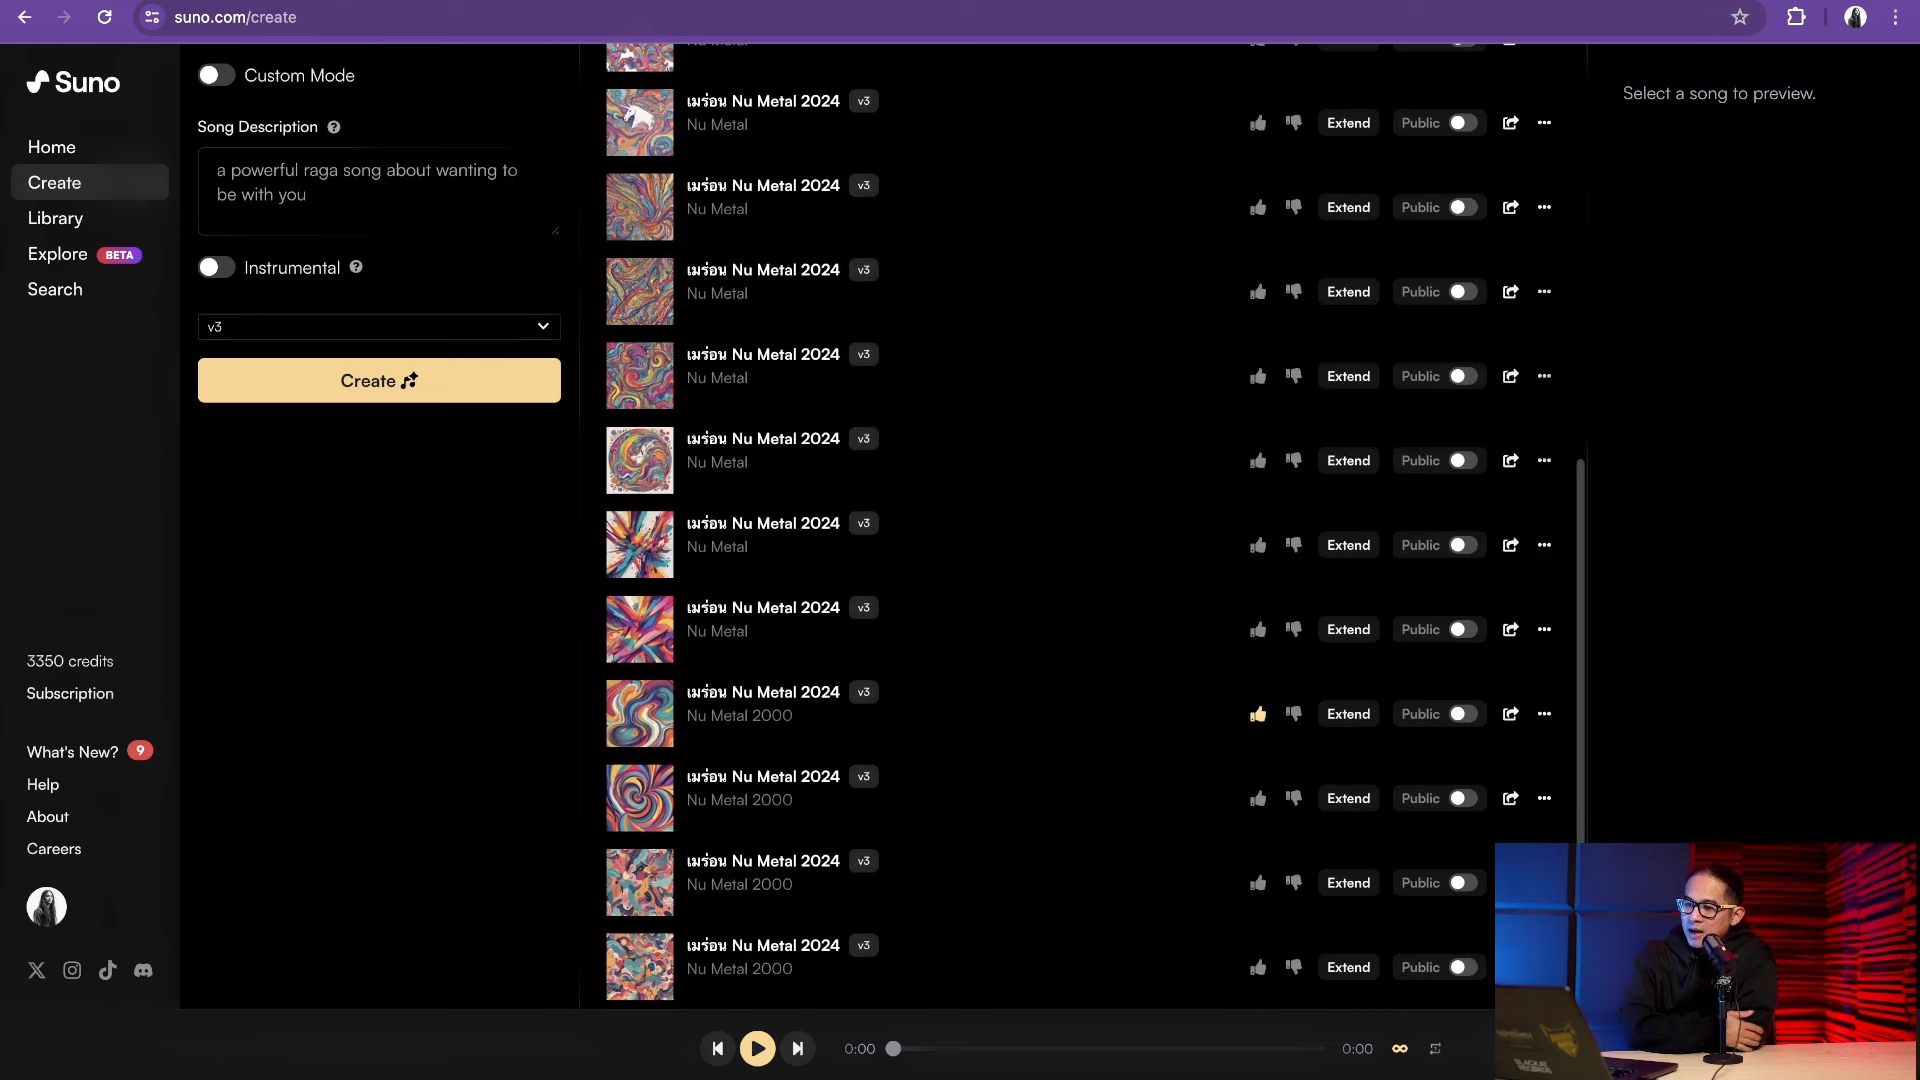 suno.com/create
Suno
Home
Create
Library
Explore BETA
Search
3350 credits
Subscription
What's New? 9
Help
About
Careers
Custom Mode
Song Description
a powerful raga song about wanting to
be with you
Instrumental
v3
Create
Nu Metal
เมร่อน Nu Metal 2024 v3
Nu Metal
Extend Public
เมร่อน Nu Metal 2024 v3
Nu Metal
Extend Public
เมร่อน Nu Metal 2024 v3
Nu Metal
Extend Public
เมร่อน Nu Metal 2024 v3
Nu Metal
Extend Public
เมร่อน Nu Metal 2024 v3
Nu Metal
Extend Public
เมร่อน Nu Metal 2024 v3
Nu Metal
Extend Public
เมร่อน Nu Metal 2024 v3
Nu Metal
Extend Public
เมร่อน Nu Metal 2024 v3
Nu Metal 2000
Extend Public
เมร่อน Nu Metal 2024 v3
Nu Metal 2000
Extend Public
เมร่อน Nu Metal 2024 v3
Nu Metal 2000
Extend Public
เมร่อน Nu Metal 2024 v3
Nu Metal 2000
Extend Public
Select a song to preview.
0:00
0:00